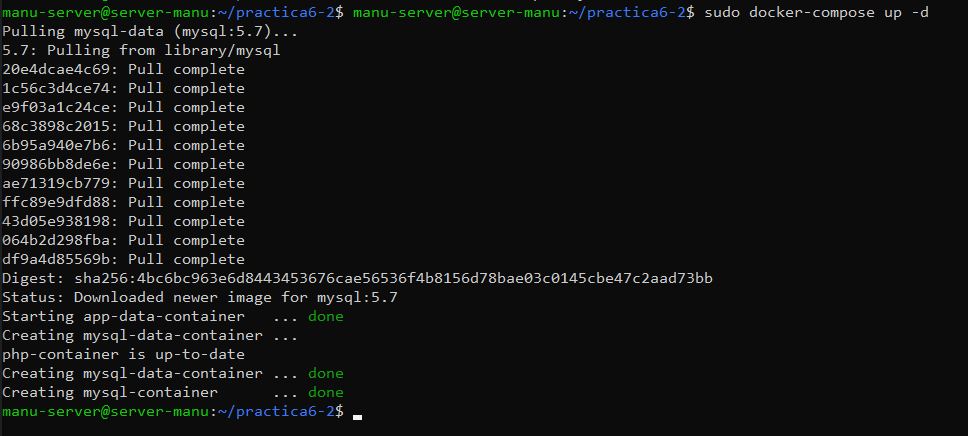 manu-server@server-manu:~/practica6-2$ manu-server@server-manu:~/practica6-2$ sudo docker-compose up -d
Pulling mysql-data (mysql:5.7)...
5.7: Pulling from library/mysql
20e4dcae4c69: Pull complete
1c56c3d4ce74: Pull complete
e9f03a1c24ce: Pull complete
68c3898c2015: Pull complete
6b95a940e7b6: Pull complete
90986bb8de6e: Pull complete
ae71319cb779: Pull complete
ffc89e9dfd88: Pull complete
43d05e938198: Pull complete
064b2d298fba: Pull complete
df9a4d85569b: Pull complete
Digest: sha256:4bc6bc963e6d8443453676cae56536f4b8156d78bae03c0145cbe47c2aad73bb
Status: Downloaded newer image for mysql:5.7
Starting app-data-container   ... done
Creating mysql-data-container ...
php-container is up-to-date
Creating mysql-data-container ... done
Creating mysql-container      ... done
manu-server@server-manu:~/practica6-2$